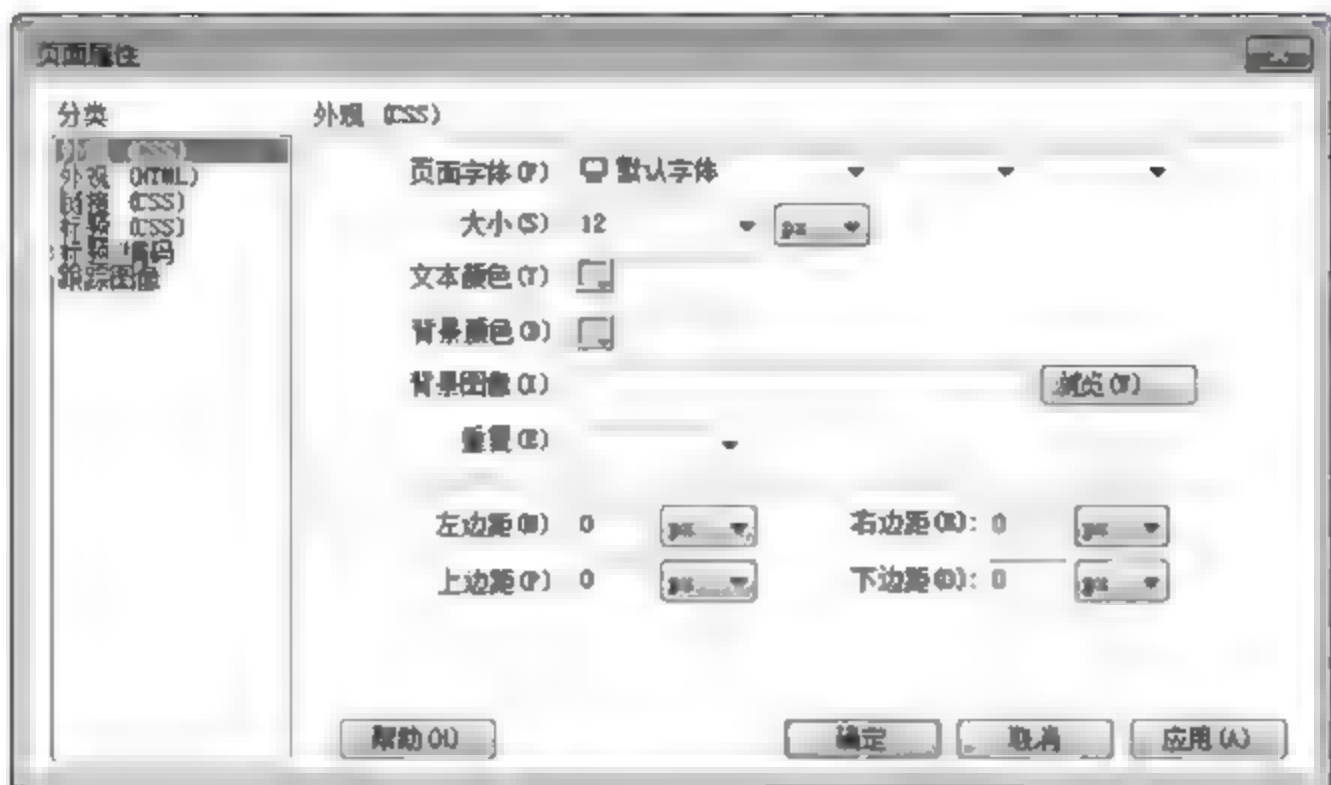 页面属性
分类
外观 (CSS)
外观 (CSS)
外观 (HTML)
链接 (CSS)
标题 (CSS)
标题/编码
跟踪图像
页面字体(F) 默认字体
大小(S) 12 px
文本颜色(T)
背景颜色(B)
背景图像(I) 浏览(W)
重复(E)
左边距(M) 0 px 右边距(R): 0 px
上边距(P) 0 px 下边距(O): 0 px
帮助(H) 确定 取消 应用(A)